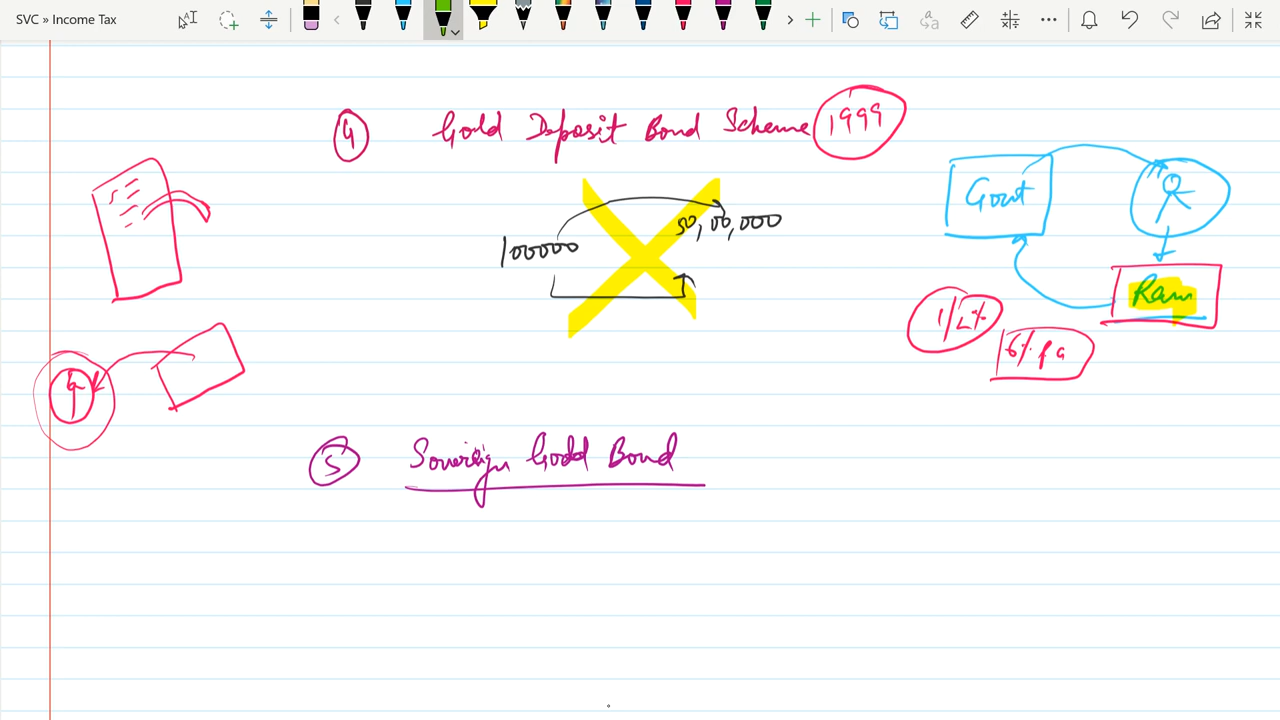 SVC » Income Tax
④ Gold Deposit Bond Scheme 1999
Govt
100000 50,00,000
Ram
1/2%
6% pa
⑤ Sovereign Gold Bond